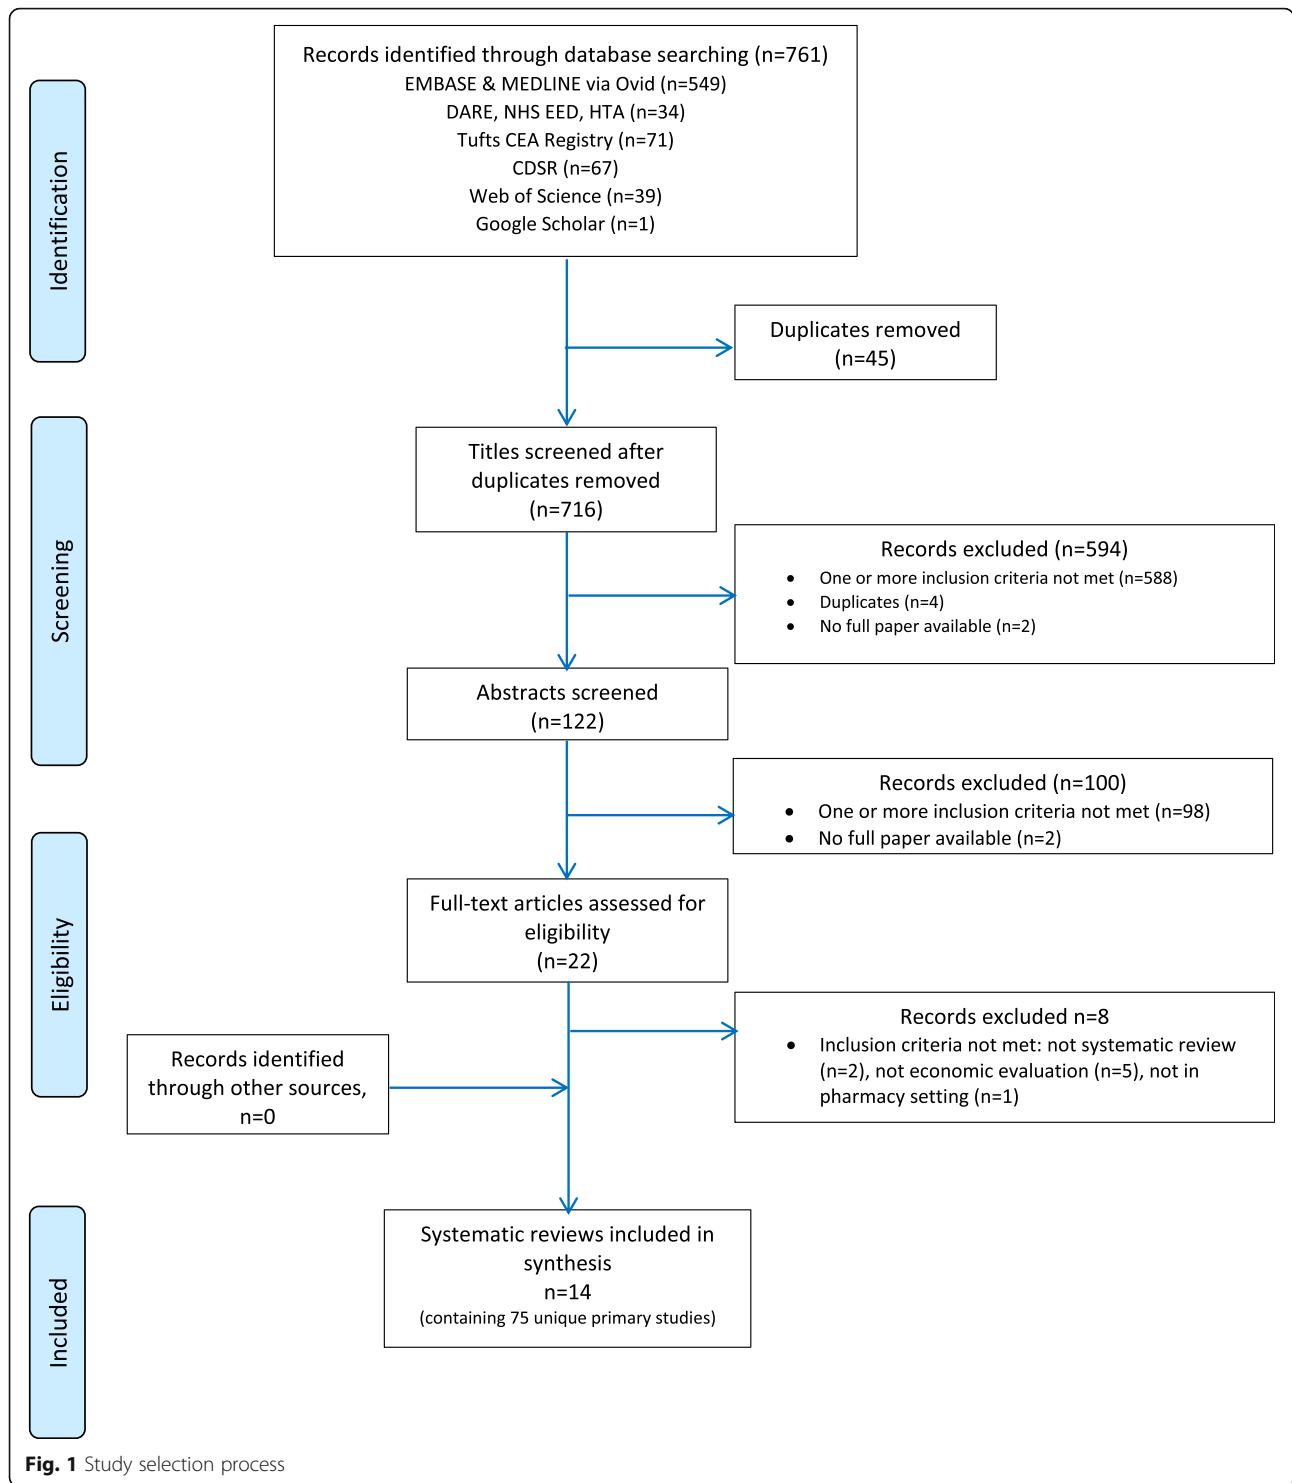 Identification
Records identified through database searching (n=761)
EMBASE & MEDLINE via Ovid (n=549)
DARE, NHS EED, HTA (n=34)
Tufts CEA Registry (n=71)
CDSR (n=67)
Web of Science (n=39)
Google Scholar (n=1)
Duplicates removed
(n=45)
Screening
Titles screened after
duplicates removed
(n=716)
Records excluded (n=594)
• One or more inclusion criteria not met (n=588)
• Duplicates (n=4)
• No full paper available (n=2)
Abstracts screened
(n=122)
Records excluded (n=100)
• One or more inclusion criteria not met (n=98)
• No full paper available (n=2)
Eligibility
Full-text articles assessed for
eligibility
(n=22)
Records excluded n=8
• Inclusion criteria not met: not systematic review
(n=2), not economic evaluation (n=5), not in
pharmacy setting (n=1)
Records identified
through other sources,
n=0
Included
Systematic reviews included in
synthesis
n=14
(containing 75 unique primary studies)
Fig. 1 Study selection process